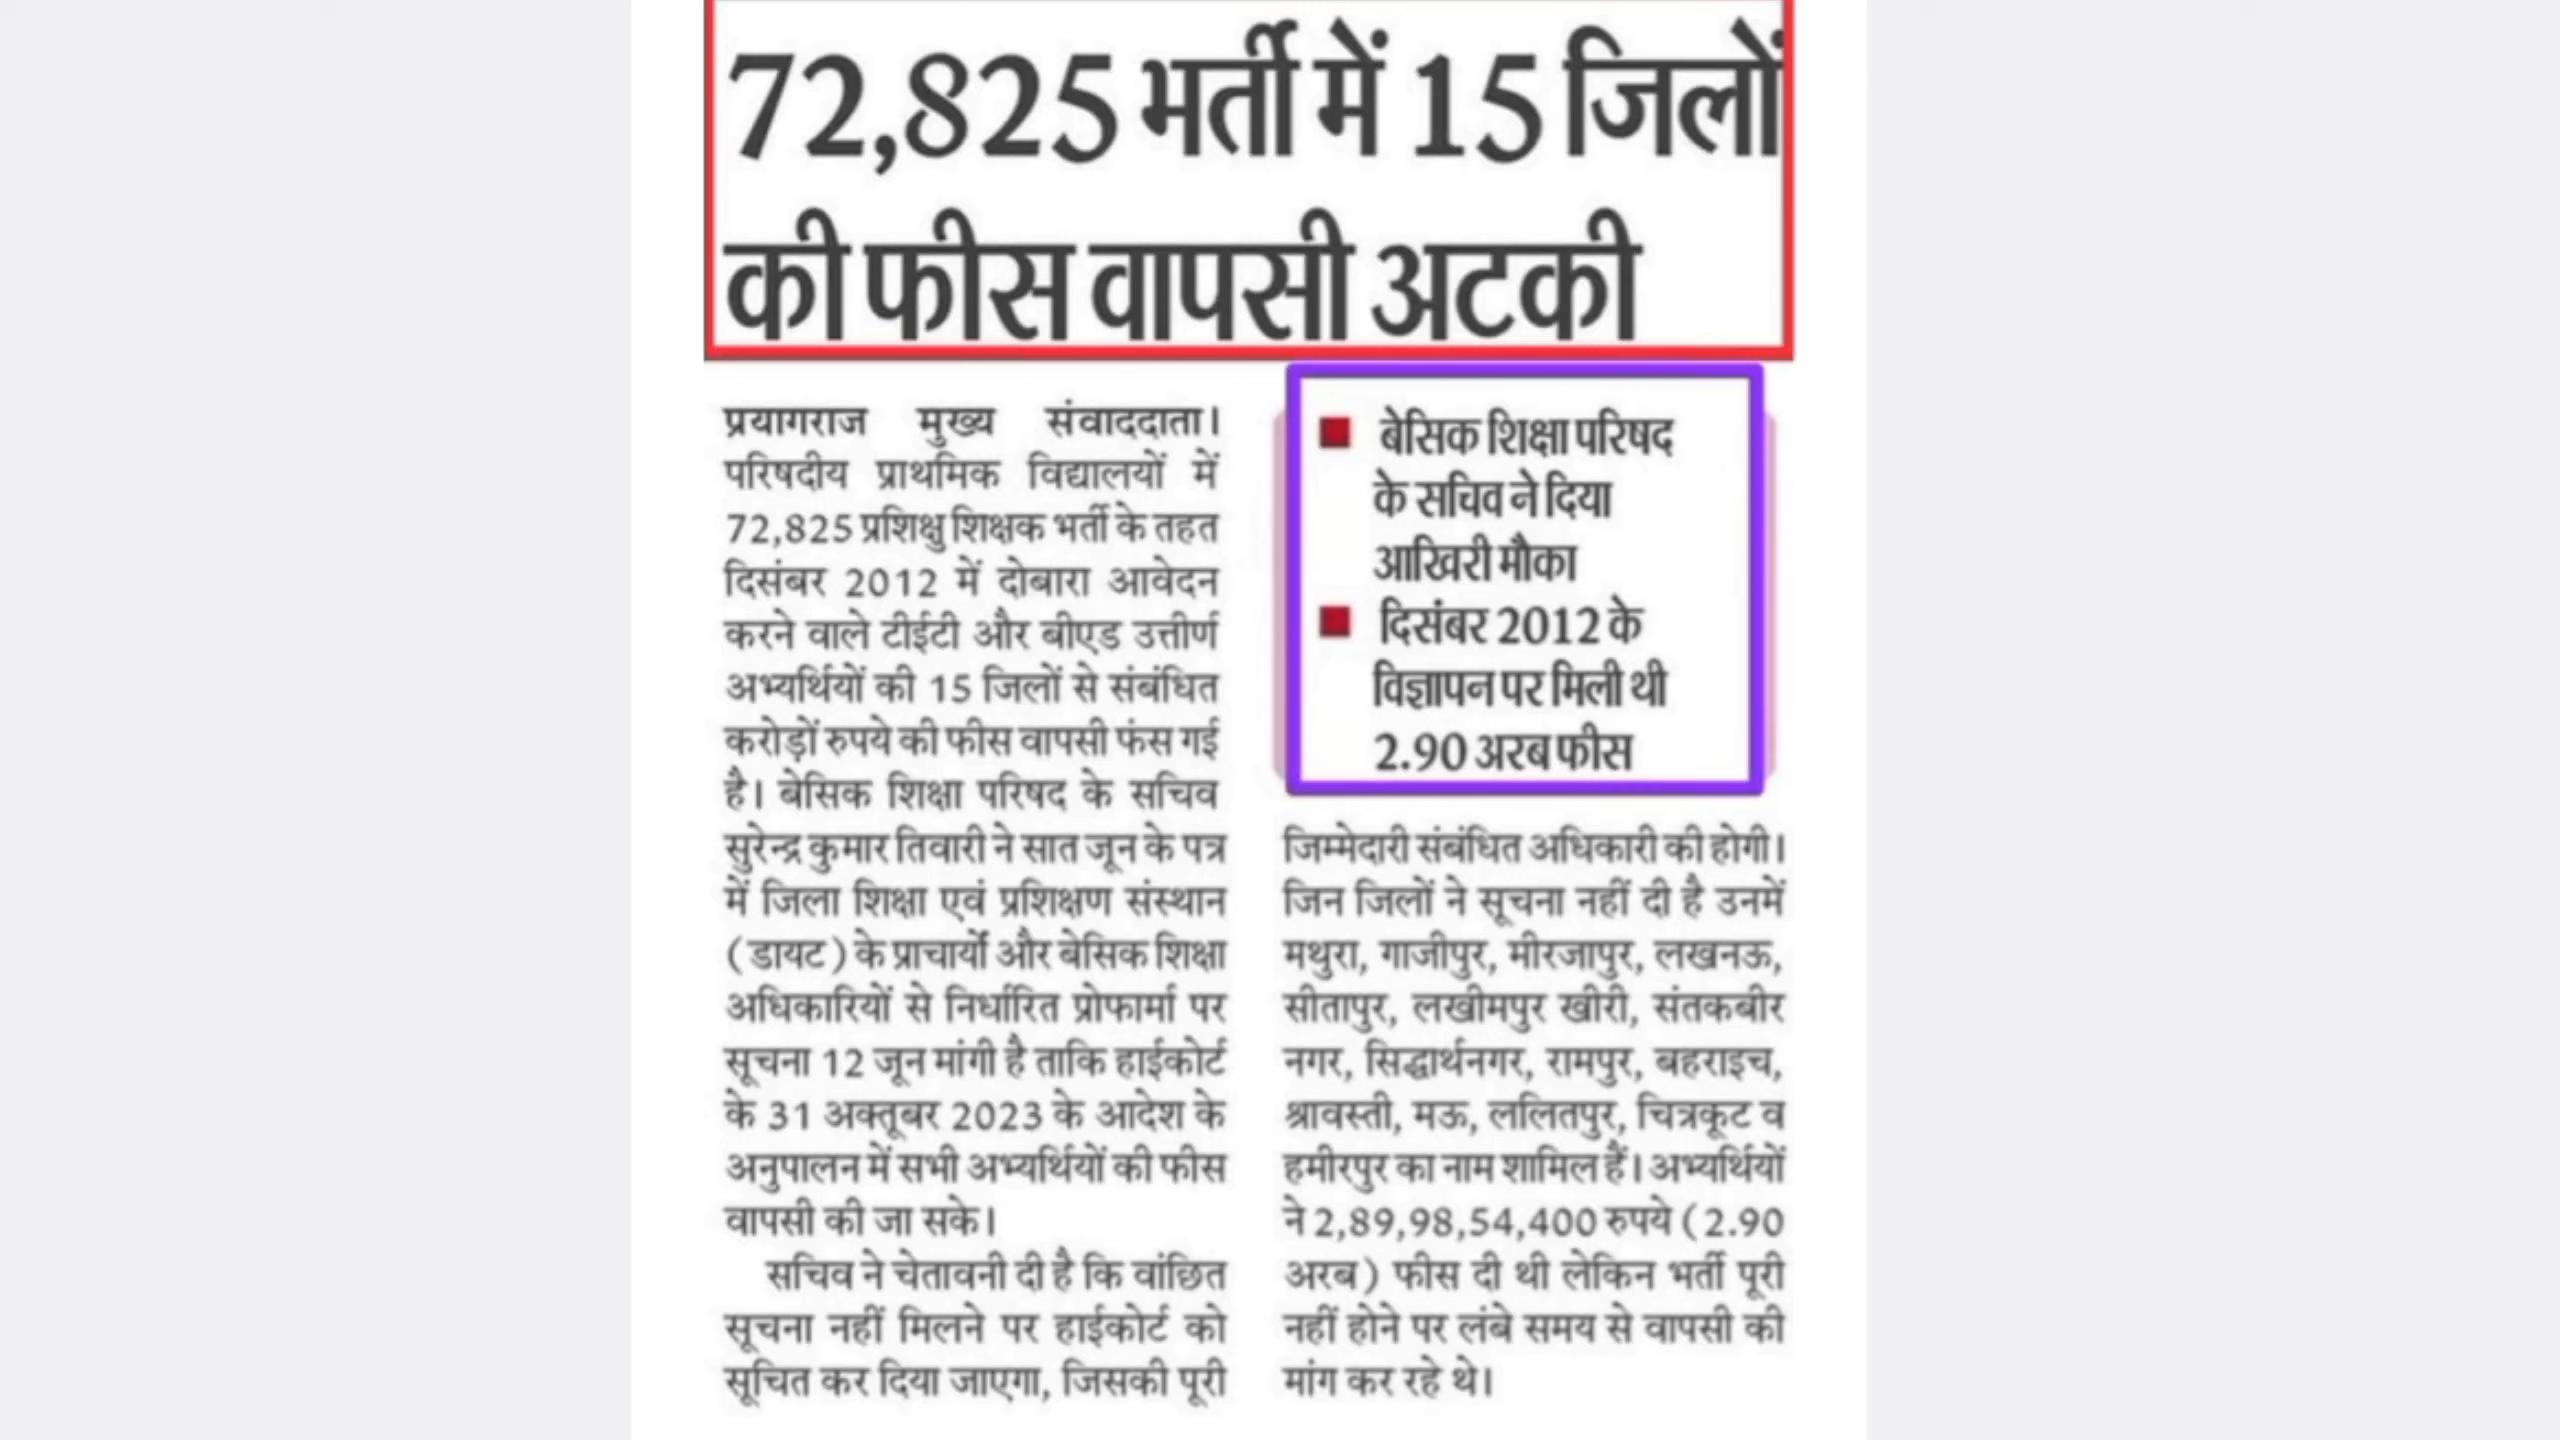 72,825 भर्ती में 15 जिलों
की फीस वापसी अटकी
प्रयागराज मुख्य संवाददाता।
परिषदीय प्राथमिक विद्यालयों में
72,825 प्रशिक्षु शिक्षक भर्ती के तहत
दिसंबर 2012 में दोबारा आवेदन
करने वाले टीईटी और बीएड उत्तीर्ण
अभ्यर्थियों की 15 जिलों से संबंधित
करोड़ों रुपये की फीस वापसी फंस गई
है। बेसिक शिक्षा परिषद के सचिव
सुरेन्द्र कुमार तिवारी ने सात जून के पत्र
में जिला शिक्षा एवं प्रशिक्षण संस्थान
(डायट) के प्राचार्यों और बेसिक शिक्षा
अधिकारियों से निर्धारित प्रोफार्मा पर
सूचना 12 जून मांगी है ताकि हाईकोर्ट
के 31 अक्तूबर 2023 के आदेश के
अनुपालन में सभी अभ्यर्थियों की फीस
वापसी की जा सके।
सचिव ने चेतावनी दी है कि वांछित
सूचना नहीं मिलने पर हाईकोर्ट को
सूचित कर दिया जाएगा, जिसकी पूरी
■ बेसिक शिक्षा परिषद
के सचिव ने दिया
आखिरी मौका
■ दिसंबर 2012 के
विज्ञापन पर मिली थी
2.90 अरब फीस
जिम्मेदारी संबंधित अधिकारी की होगी।
जिन जिलों ने सूचना नहीं दी है उनमें
मथुरा, गाजीपुर, मीरजापुर, लखनऊ,
सीतापुर, लखीमपुर खीरी, संतकबीर
नगर, सिद्धार्थनगर, रामपुर, बहराइच,
श्रावस्ती, मऊ, ललितपुर, चित्रकूट व
हमीरपुर का नाम शामिल हैं। अभ्यर्थियों
ने 2,89,98,54,400 रुपये (2.90
अरब) फीस दी थी लेकिन भर्ती पूरी
नहीं होने पर लंबे समय से वापसी की
मांग कर रहे थे।